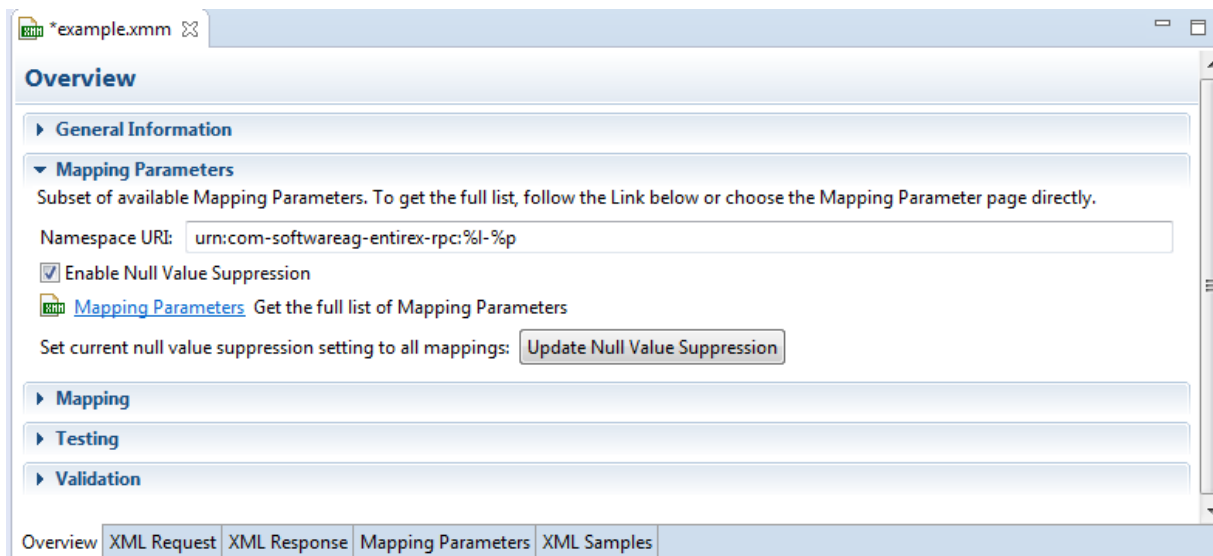 *example.xmm
Overview
General Information
Mapping Parameters
Subset of available Mapping Parameters. To get the full list, follow the Link below or choose the Mapping Parameter page directly.
Namespace URI: urn:com-softwareag-entirex-rpc:%l-%p
Enable Null Value Suppression
Mapping Parameters Get the full list of Mapping Parameters
Set current null value suppression setting to all mappings: Update Null Value Suppression
Mapping
Testing
Validation
Overview XML Request XML Response Mapping Parameters XML Samples